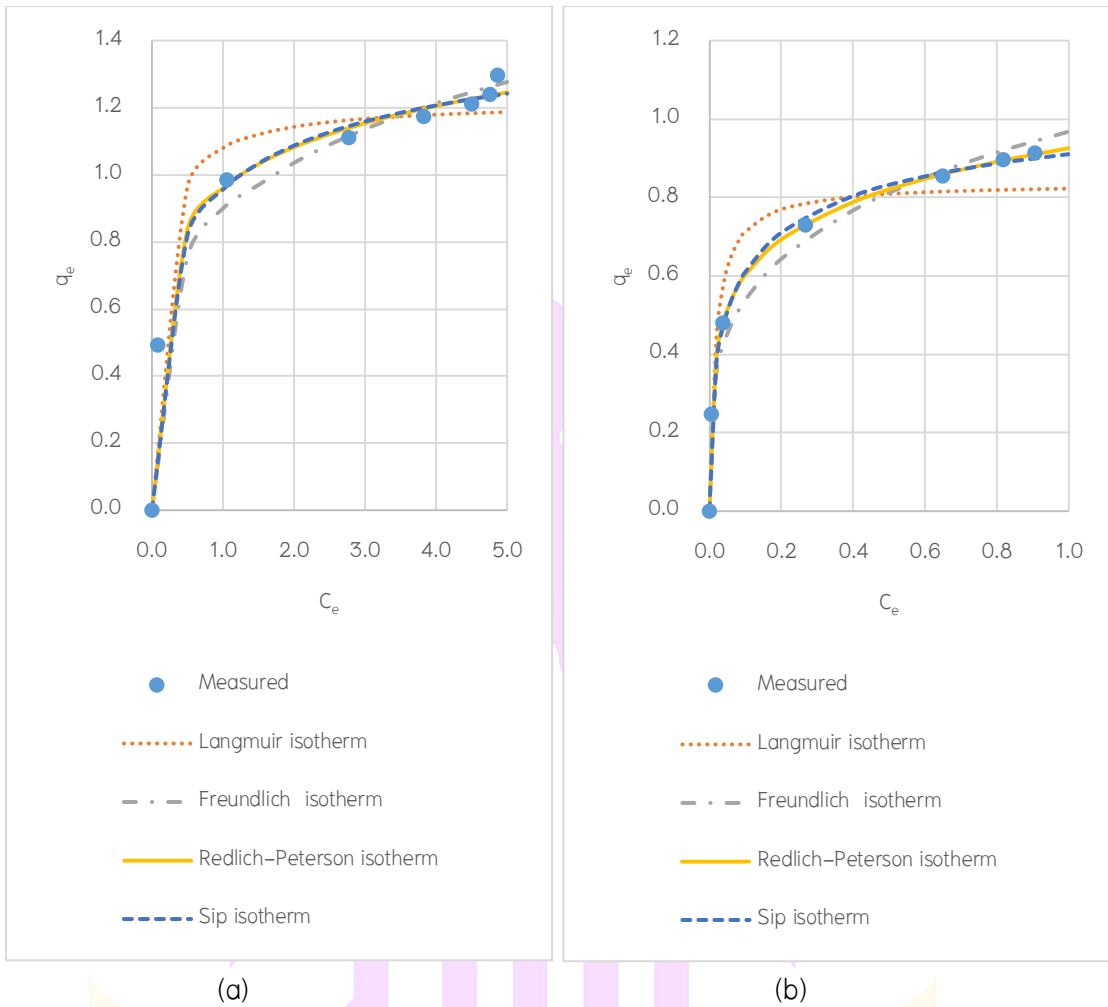 1.4
1.2
1.0
0.8
0.6
0.4
0.2
0.0
qe
0.0 1.0 2.0 3.0 4.0 5.0
Ce
Measured
Langmuir isotherm
Freundlich isotherm
Redlich-Peterson isotherm
Sip isotherm
(a)
1.2
1.0
0.8
0.6
0.4
0.2
0.0
qe
0.0 0.2 0.4 0.6 0.8 1.0
Ce
Measured
Langmuir isotherm
Freundlich isotherm
Redlich-Peterson isotherm
Sip isotherm
(b)